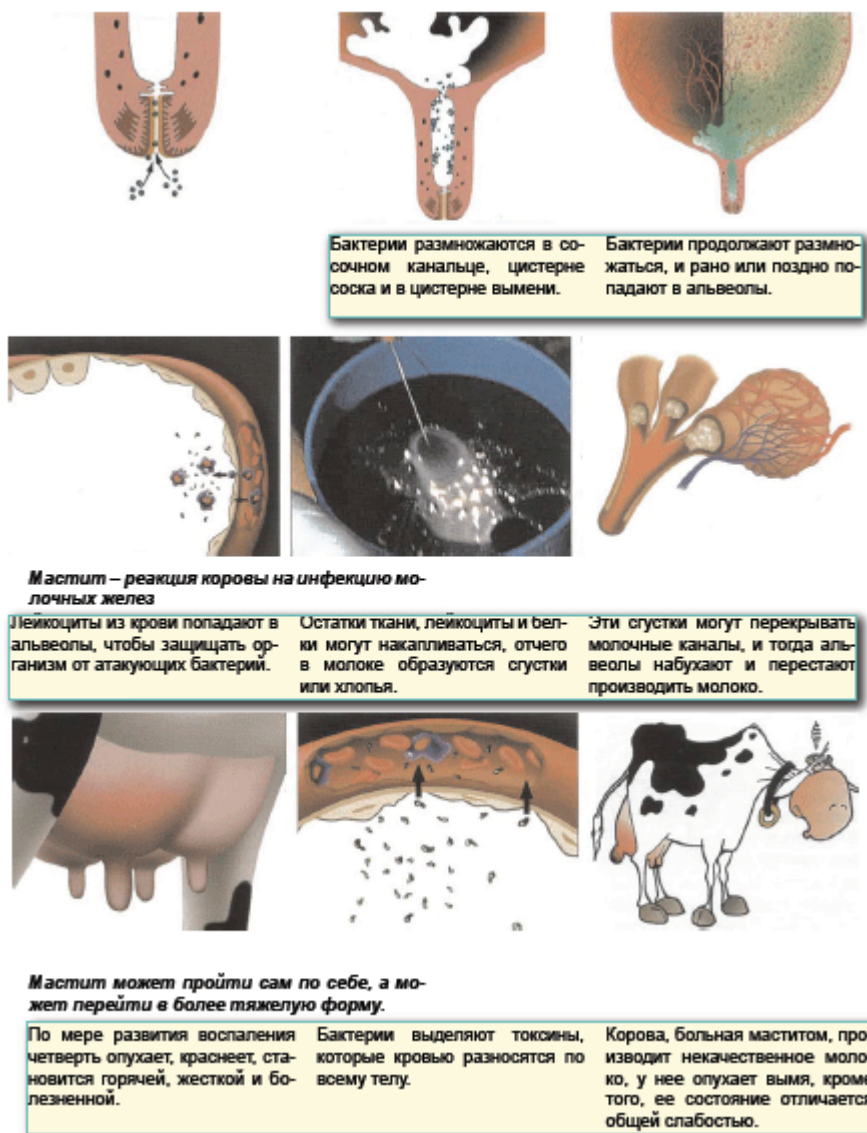 Бактерии размножаются в со-
сочном канальце, цистерне
соска и в цистерне вымени.
Бактерии продолжают размно-
жаться, и рано или поздно по-
падают в альвеолы.
Мастит – реакция коровы на инфекцию мо-
лочных желез
Лейкоциты из крови попадают в
альвеолы, чтобы защищать ор-
ганизм от атакующих бактерий.
Остатки ткани, лейкоциты и бел-
ки могут накапливаться, отчего
в молоке образуются сгустки
или хлопья.
Эти сгустки могут перекрывать
молочные каналы, и тогда аль-
веолы набухают и перестают
производить молоко.
Мастит может пройти сам по себе, а мо-
жет перейти в более тяжелую форму.
По мере развития воспаления
четверть опухает, краснеет, ста-
новится горячей, жесткой и бо-
лезненной.
Бактерии выделяют токсины,
которые кровью разносятся по
всему телу.
Корова, больная маститом, про
изводит некачественное моло
ко, у нее опухает вымя, кроме
того, ее состояние отличается
общей слабостью.